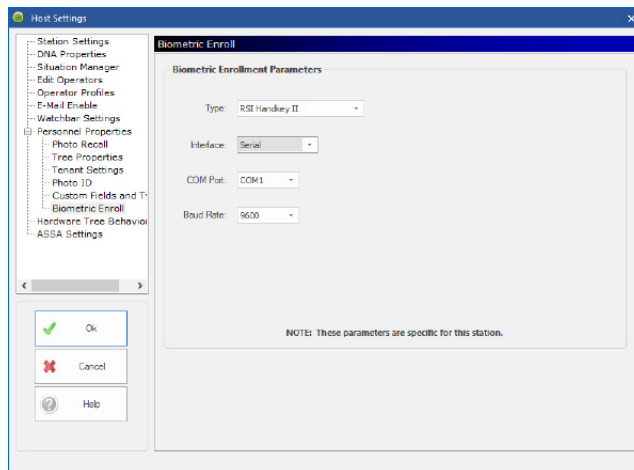 Host Settings
Station Settings
DNA Properties
Situation Manager
Edit Operators
Operator Profiles
E-Mail Enable
Watchbar Settings
Personnel Properties
Photo Recall
Tree Properties
Tenant Settings
Photo ID
Custom Fields and T
Biometric Enroll
Hardware Tree Behavior
ASSA Settings
Ok
Cancel
Help
Biometric Enroll
Biometric Enrollment Parameters
Type: RSI Handkey II
Interface: Serial
COM Port: COM1
Baud Rate: 9600
NOTE: These parameters are specific for this station.